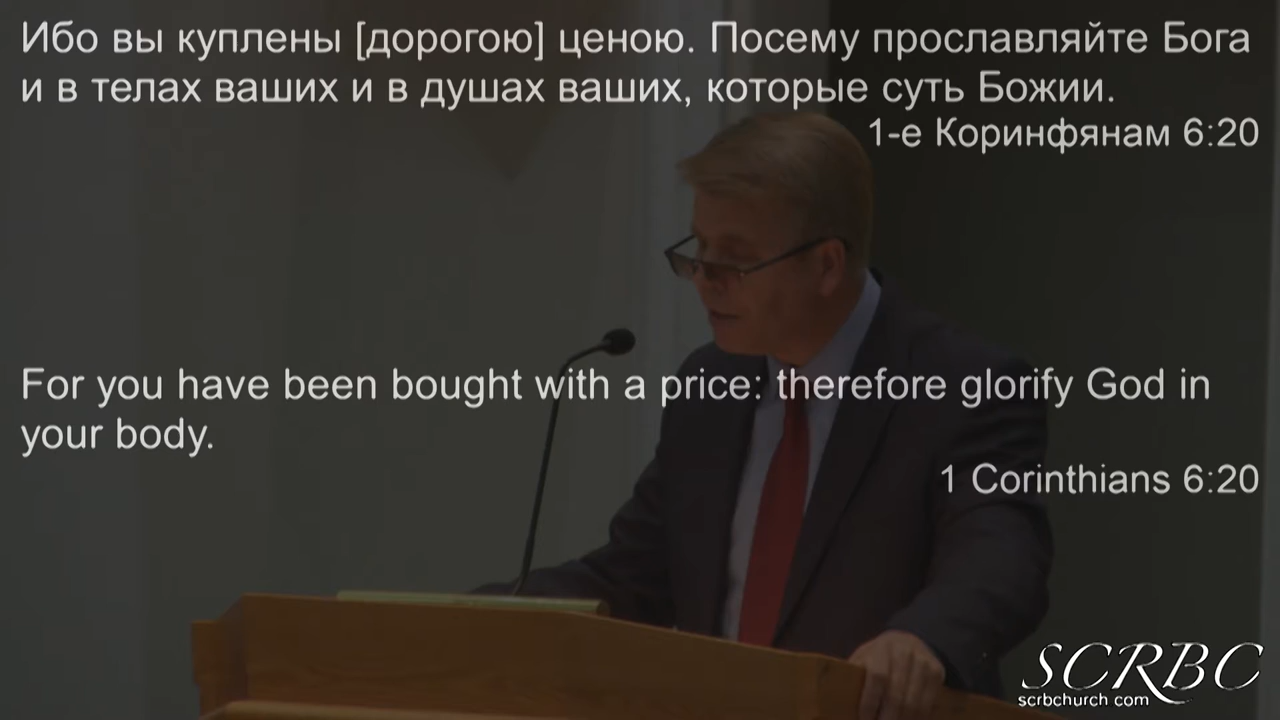 Ибо вы куплены [дорогою] ценою. Посему прославляйте Бога
и в телах ваших и в душах ваших, которые суть Божии.
1-е Коринфянам 6:20
For you have been bought with a price: therefore glorify God in
your body.
1 Corinthians 6:20
SCRBC
scrbchurch com